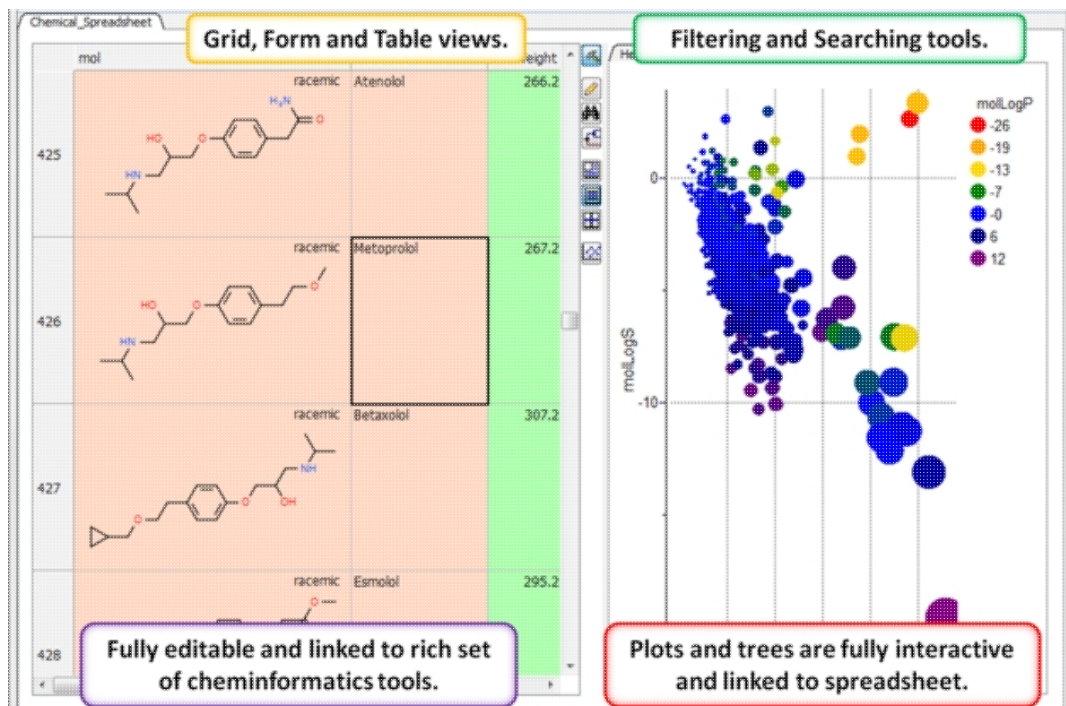 Chemical_Spreadsheet
Grid, Form and Table views.
Filtering and Searching tools.
mol
racemic Atenolol 266.2
H₂N
O
HO
O
425
HN
racemic Metoprolol 267.2
O
HO
O
426
HN
racemic Betaxolol 307.2
NH
427
O
OH
O
racemic Esmolol 295.2
O
428
molLogP
-26
-19
-13
-7
-0
6
12
0
molLogS
-10
Fully editable and linked to rich set
of cheminformatics tools.
Plots and trees are fully interactive
and linked to spreadsheet.